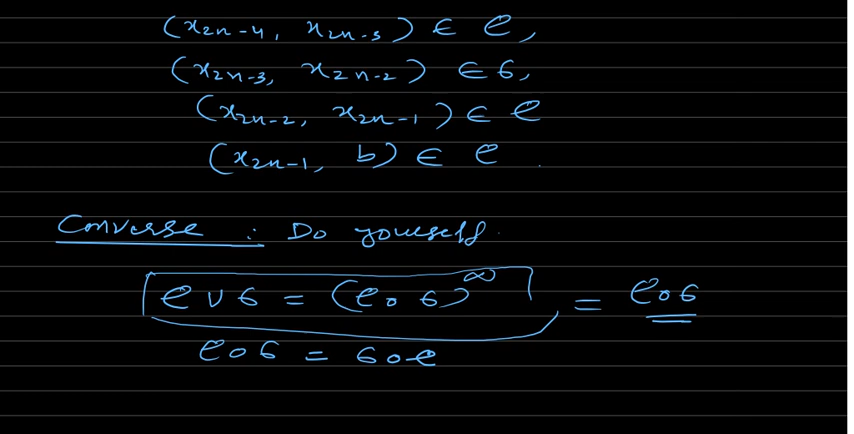 (x₂ₙ₋₄, x₂ₙ₋₃) ∈ ρ,
(x₂ₙ₋₃, x₂ₙ₋₂) ∈ σ,
(x₂ₙ₋₂, x₂ₙ₋₁) ∈ ρ
(x₂ₙ₋₁, b) ∈ ρ.
Converse : Do yourself.
ρ ∨ σ = (ρ ∘ σ)^∞ = ρ ∘ σ
ρ ∘ σ = σ ∘ ρ